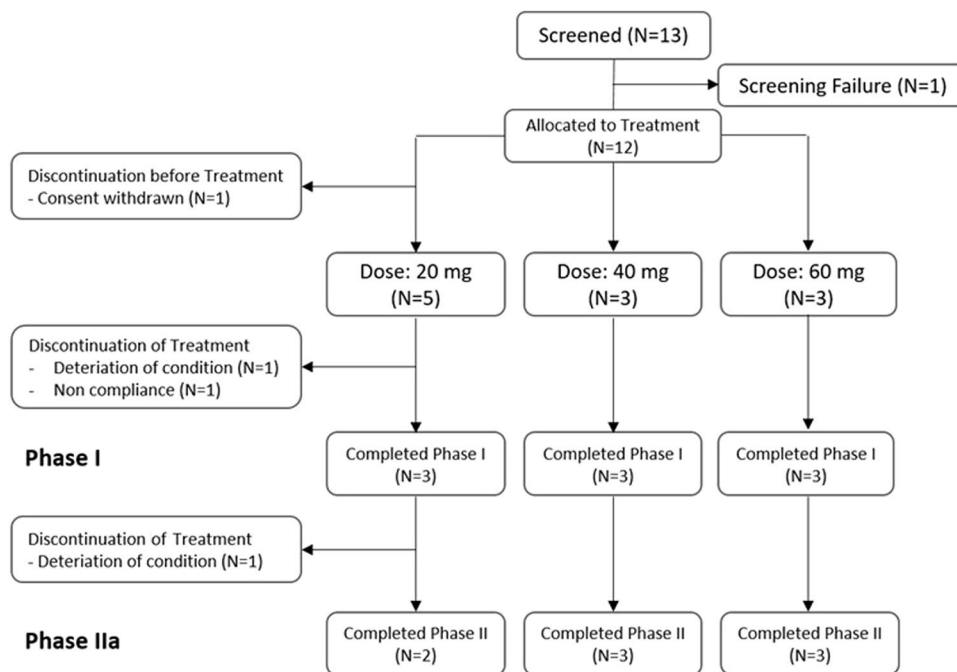 Screened (N=13)
Screening Failure (N=1)
Allocated to Treatment
(N=12)
Discontinuation before Treatment
- Consent withdrawn (N=1)
Dose: 20 mg
(N=5)
Dose: 40 mg
(N=3)
Dose: 60 mg
(N=3)
Discontinuation of Treatment
- Deteriation of condition (N=1)
- Non compliance (N=1)
Phase I
Completed Phase I
(N=3)
Completed Phase I
(N=3)
Completed Phase I
(N=3)
Discontinuation of Treatment
- Deteriation of condition (N=1)
Phase IIa
Completed Phase II
(N=2)
Completed Phase II
(N=3)
Completed Phase II
(N=3)